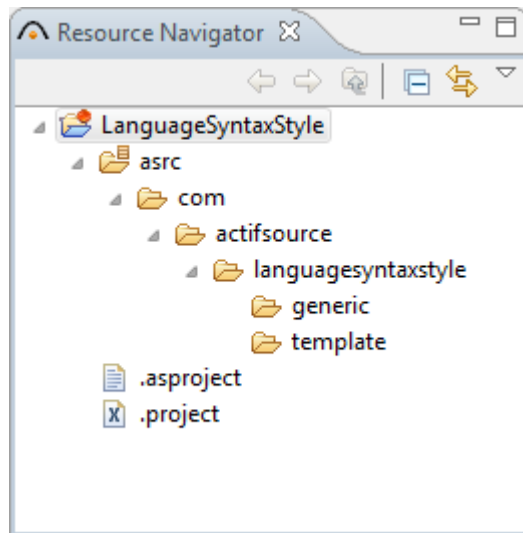 Resource Navigator
LanguageSyntaxStyle
asrc
com
actifsource
languagesyntaxstyle
generic
template
.asproject
.project